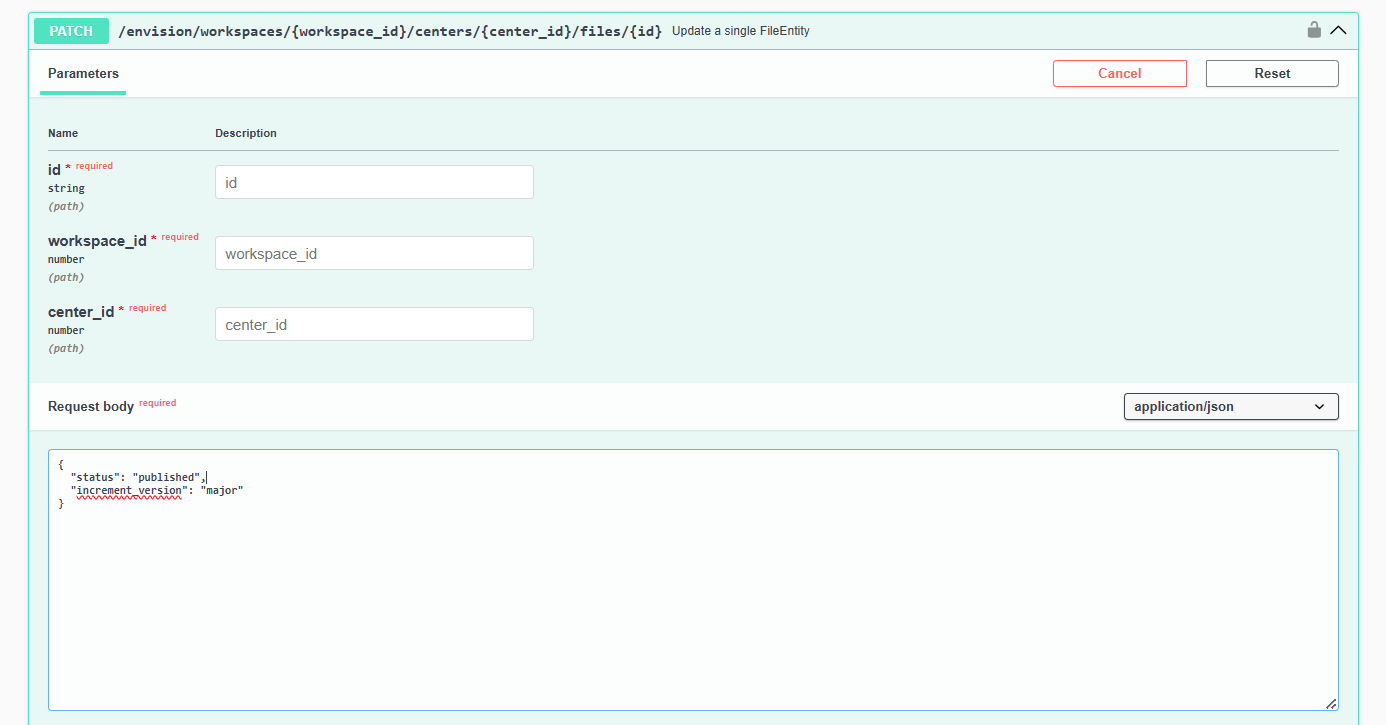 PATCH /envision/workspaces/{workspace_id}/centers/{center_id}/files/{id} Update a single FileEntity
Parameters Cancel Reset
Name Description
id * required
string
(path)
id
workspace_id * required
number
(path)
workspace_id
center_id * required
number
(path)
center_id
Request body required application/json
{
  "status": "published",
  "increment_version": "major"
}